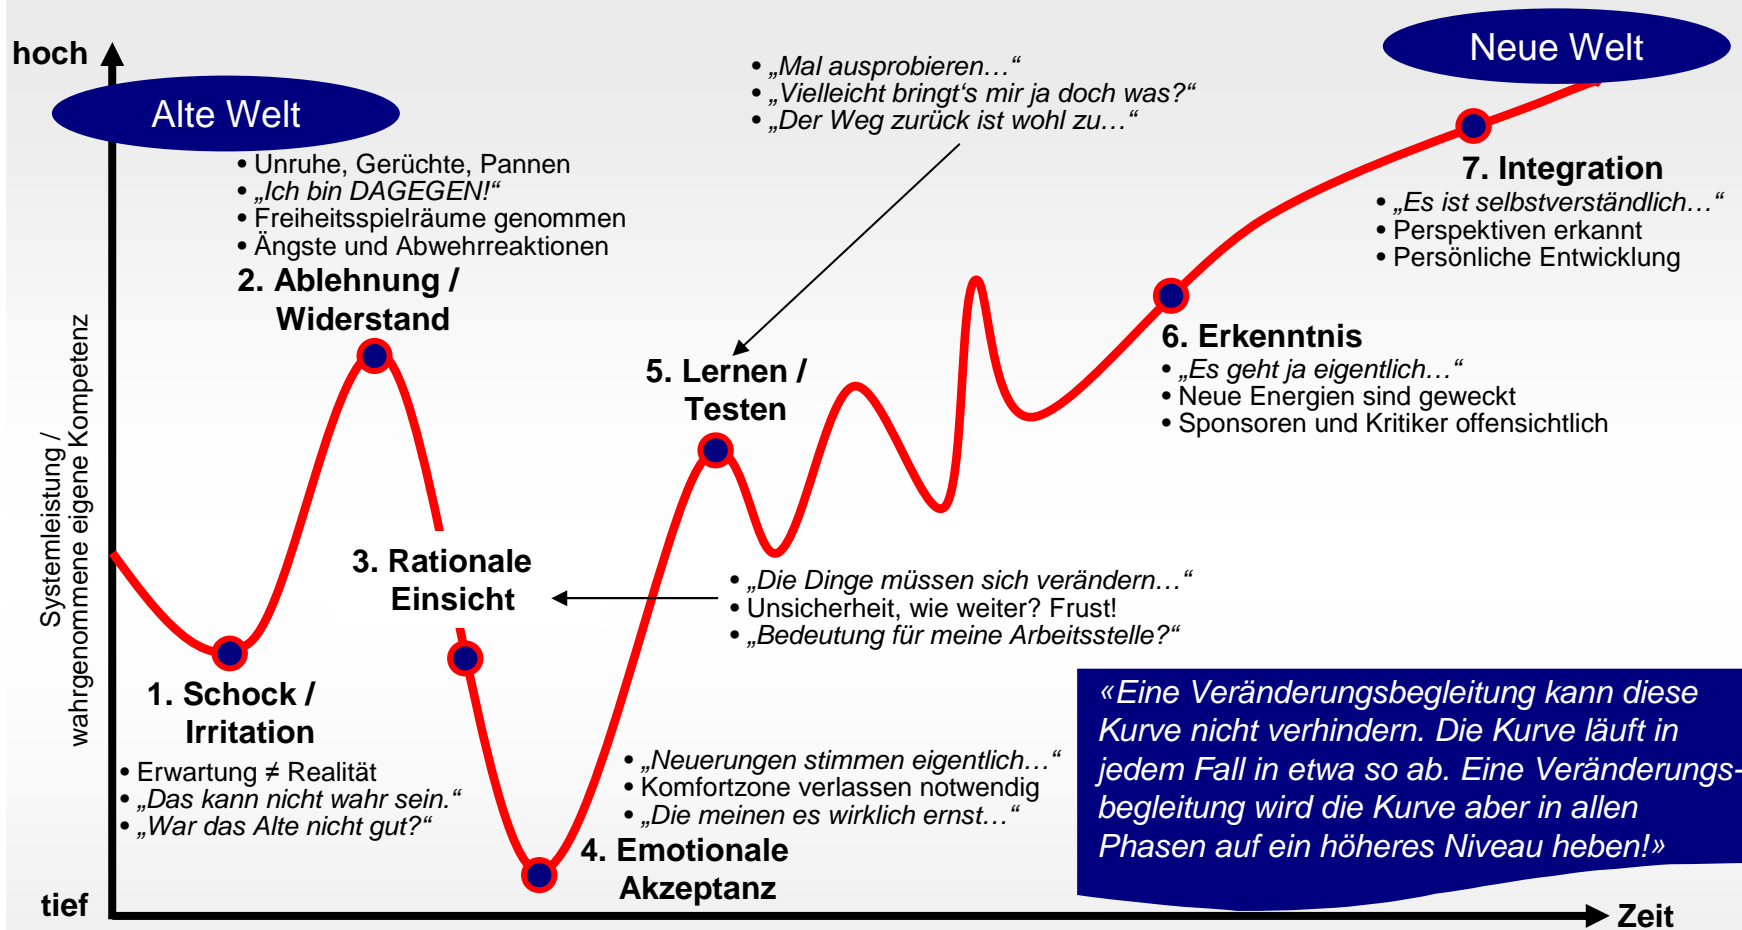 hoch
Alte Welt
Neue Welt
• „Mal ausprobieren…“
• „Vielleicht bringt‘s mir ja doch was?“
• „Der Weg zurück ist wohl zu…“
• Unruhe, Gerüchte, Pannen
• „Ich bin DAGEGEN!“
• Freiheitsspielräume genommen
• Ängste und Abwehrreaktionen
2. Ablehnung /
Widerstand
7. Integration
• „Es ist selbstverständlich…“
• Perspektiven erkannt
• Persönliche Entwicklung
5. Lernen /
Testen
6. Erkenntnis
• „Es geht ja eigentlich…“
• Neue Energien sind geweckt
• Sponsoren und Kritiker offensichtlich
Systemleistung /
wahrgenommene eigene Kompetenz
3. Rationale
Einsicht
• „Die Dinge müssen sich verändern…“
• Unsicherheit, wie weiter? Frust!
• „Bedeutung für meine Arbeitsstelle?“
1. Schock /
Irritation
• Erwartung ≠ Realität
• „Das kann nicht wahr sein.“
• „War das Alte nicht gut?“
• „Neuerungen stimmen eigentlich…“
• Komfortzone verlassen notwendig
• „Die meinen es wirklich ernst…“
4. Emotionale
Akzeptanz
«Eine Veränderungsbegleitung kann diese
Kurve nicht verhindern. Die Kurve läuft in
jedem Fall in etwa so ab. Eine Veränderungs-
begleitung wird die Kurve aber in allen
Phasen auf ein höheres Niveau heben!»
tief
Zeit